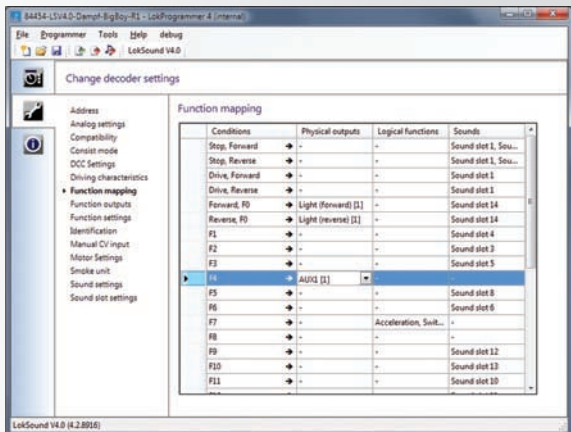 84454-LSV4.0-Dampf-BigBoy-R1 - LokProgrammer 4 (internal)
File Programmer Tools Help debug
LokSound V4.0
Change decoder settings
Address
Analog settings
Compatibility
Consist mode
DCC Settings
Driving characteristics
Function mapping
Function outputs
Function settings
Identification
Manual CV input
Motor Settings
Smoke unit
Sound settings
Sound slot settings
Function mapping
Conditions Physical outputs Logical functions Sounds
Stop, Forward → - - Sound slot 1, Sou...
Stop, Reverse → - - Sound slot 1, Sou...
Drive, Forward → - - Sound slot 1
Drive, Reverse → - - Sound slot 1
Forward, F0 → Light (forward) [1] - Sound slot 14
Reverse, F0 → Light (reverse) [1] - Sound slot 14
F1 → - - Sound slot 4
F2 → - - Sound slot 3
F3 → - - Sound slot 5
F4 → AUX1 [1] - -
F5 → - - Sound slot 8
F6 → - - Sound slot 6
F7 → - Acceleration, Swit... -
F8 → - - -
F9 → - - Sound slot 12
F10 → - - Sound slot 13
F11 → - - Sound slot 10
LokSound V4.0 (4.2.8916)